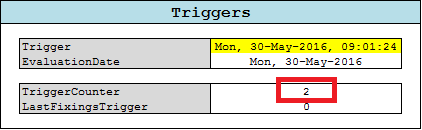 Triggers
Trigger Mon, 30-May-2016, 09:01:24
EvaluationDate Mon, 30-May-2016
TriggerCounter 2
LastFixingsTrigger 0